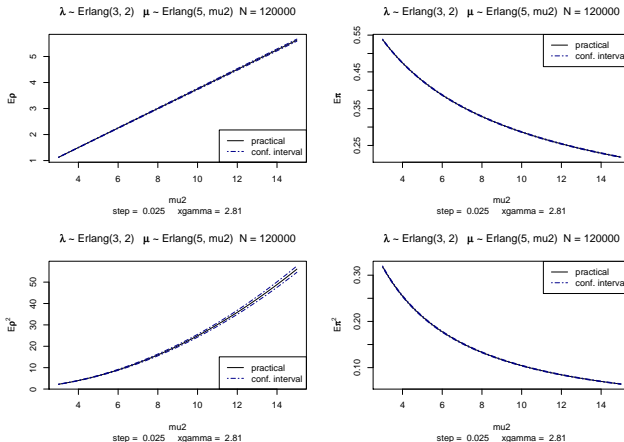 λ ~ Erlang(3, 2) μ ~ Erlang(5, mu2) N = 120000
Eρ
5
4
3
2
1
practical
conf. interval
4 6 8 10 12 14
mu2
step = 0.025 xgamma = 2.81
λ ~ Erlang(3, 2) μ ~ Erlang(5, mu2) N = 120000
Eπ
0.55
0.45
0.35
0.25
practical
conf. interval
4 6 8 10 12 14
mu2
step = 0.025 xgamma = 2.81
λ ~ Erlang(3, 2) μ ~ Erlang(5, mu2) N = 120000
Eρ²
50
40
30
20
10
0
practical
conf. interval
4 6 8 10 12 14
mu2
step = 0.025 xgamma = 2.81
λ ~ Erlang(3, 2) μ ~ Erlang(5, mu2) N = 120000
Eπ²
0.30
0.20
0.10
practical
conf. interval
4 6 8 10 12 14
mu2
step = 0.025 xgamma = 2.81